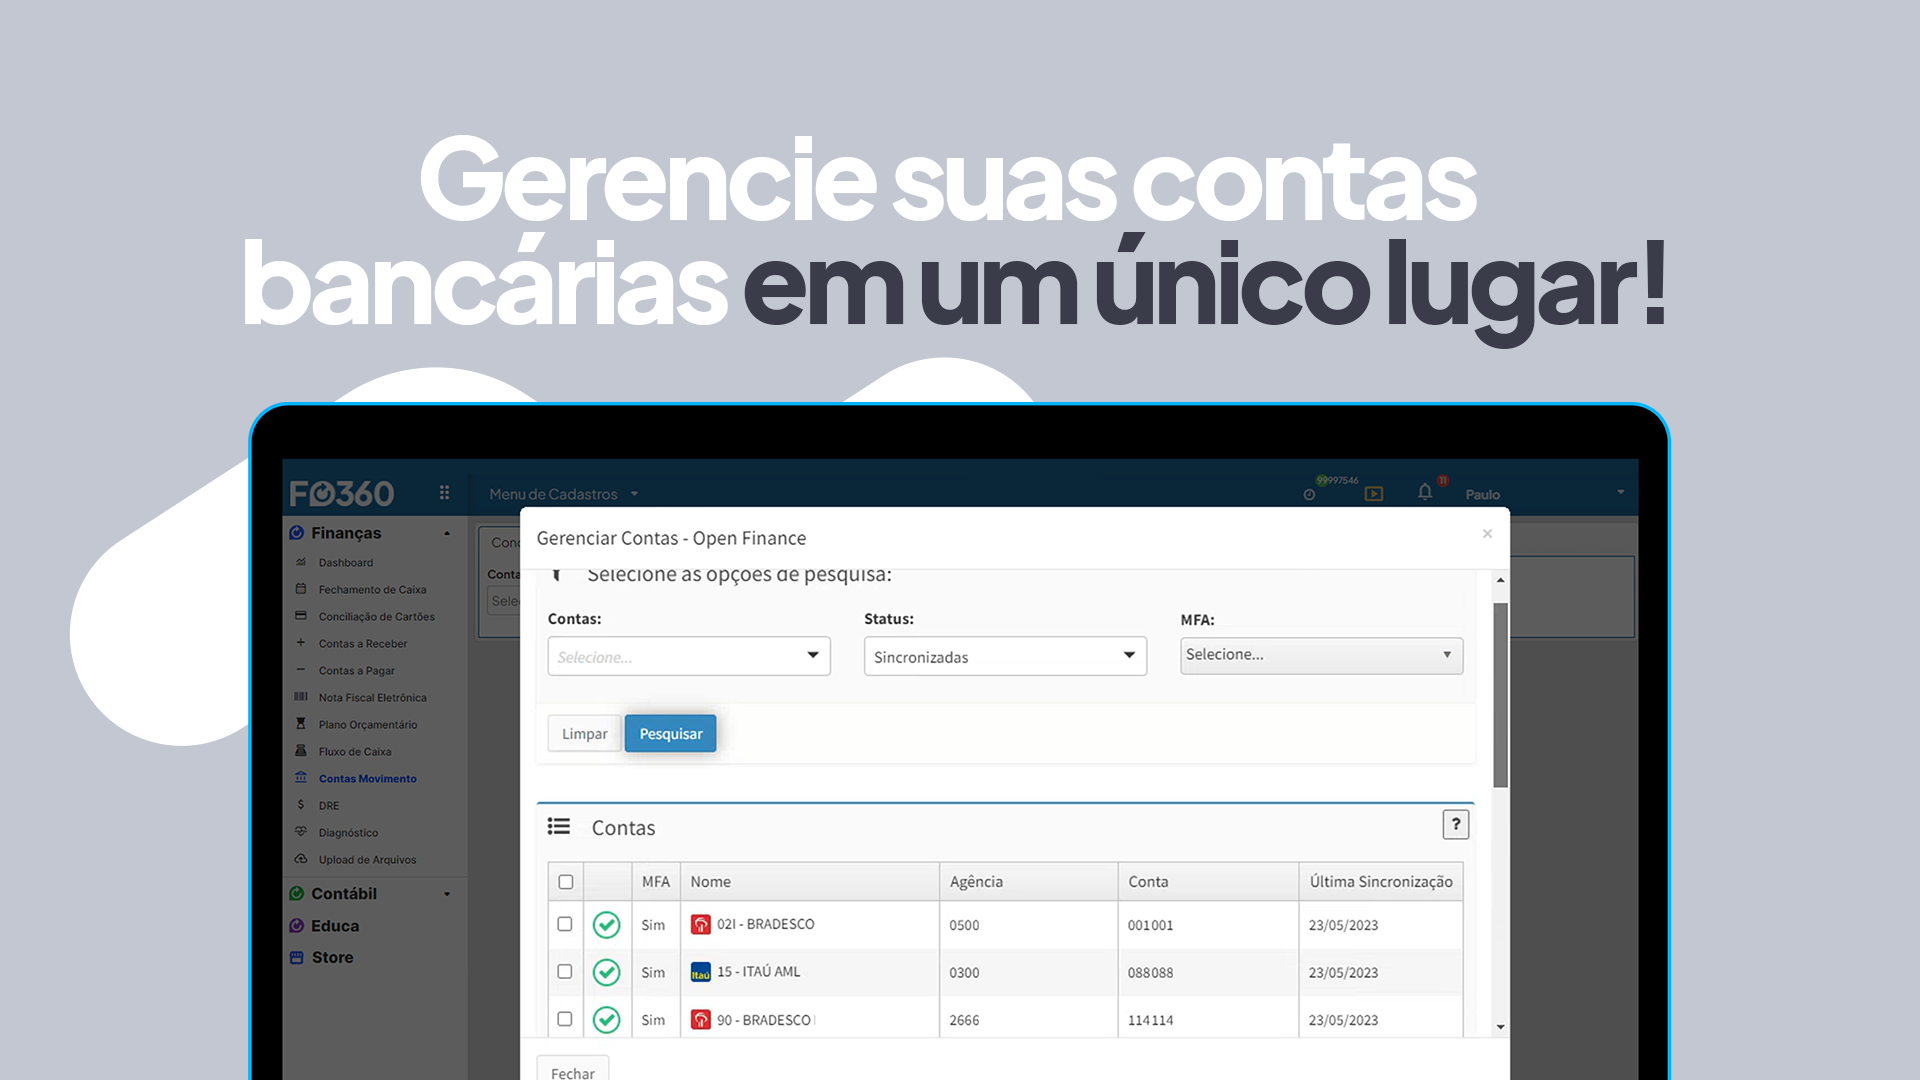 Gerencie suas contas
bancárias em um único lugar!
FO360
Menu de Cadastros
99997546
11
Paulo
Finanças
Dashboard
Fechamento de Caixa
Conciliação de Cartões
Contas a Receber
Contas a Pagar
Nota Fiscal Eletrônica
Plano Orçamentário
Fluxo de Caixa
Contas Movimento
DRE
Diagnóstico
Upload de Arquivos
Contábil
Educa
Store
Conc
Conta
Sele
Gerenciar Contas - Open Finance
×
Selecione as opções de pesquisa:
Contas: Status: MFA:
Selecione... Sincronizadas Selecione...
Limpar Pesquisar
Contas ?
MFA Nome Agência Conta Última Sincronização
Sim 02I - BRADESCO 0500 001001 23/05/2023
Sim Itaú 15 - ITAÚ AML 0300 088088 23/05/2023
Sim 90 - BRADESCO 2666 114114 23/05/2023
Fechar